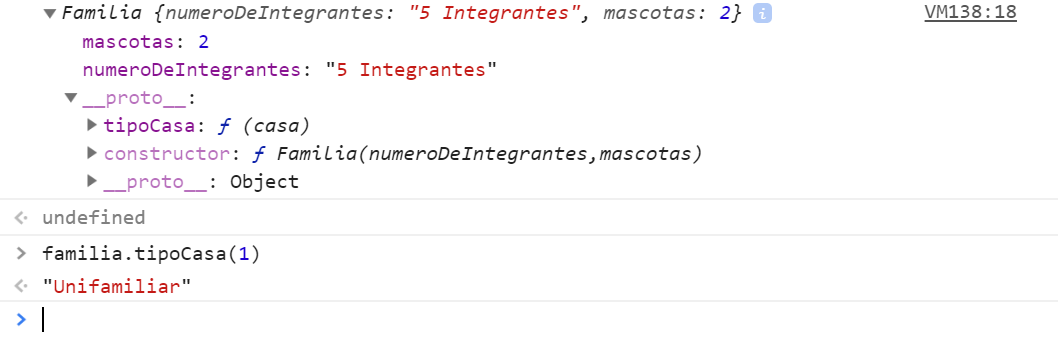 ▼Familia {numeroDeIntegrantes: "5 Integrantes", mascotas: 2} i VM138:18
mascotas: 2
numeroDeIntegrantes: "5 Integrantes"
▼__proto__:
▶tipoCasa: ƒ (casa)
▶constructor: ƒ Familia(numeroDeIntegrantes,mascotas)
▶__proto__: Object
undefined
> familia.tipoCasa(1)
"Unifamiliar"
>